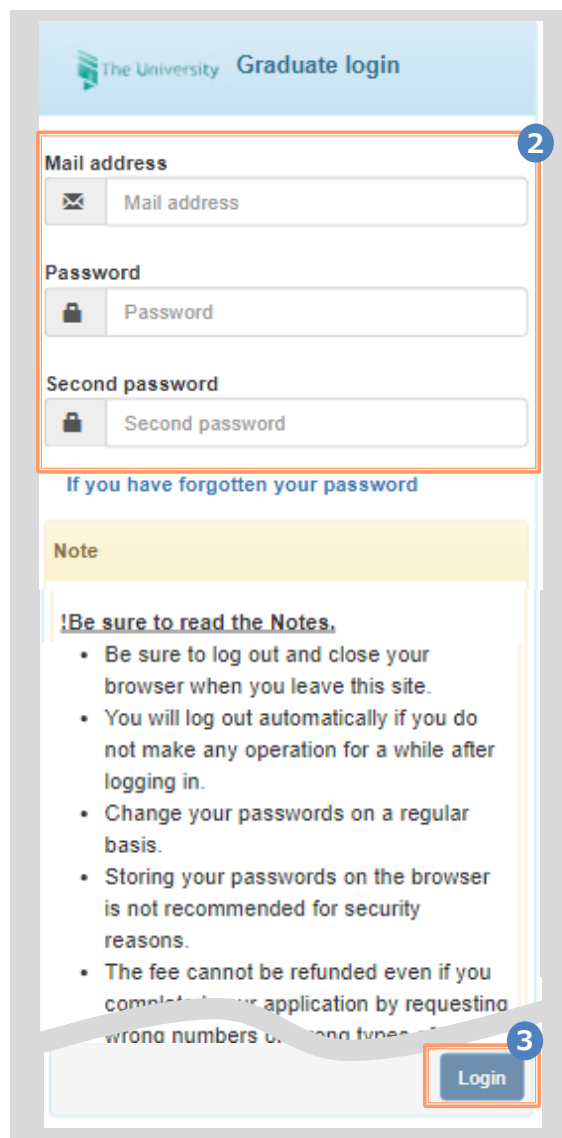 The University Graduate login
2
Mail address
Mail address
Password
Password
Second password
Second password
If you have forgotten your password
Note
!Be sure to read the Notes.
• Be sure to log out and close your
browser when you leave this site.
• You will log out automatically if you do
not make any operation for a while after
logging in.
• Change your passwords on a regular
basis.
• Storing your passwords on the browser
is not recommended for security
reasons.
• The fee cannot be refunded even if you
application by requesting
wrong numbers
3
Login